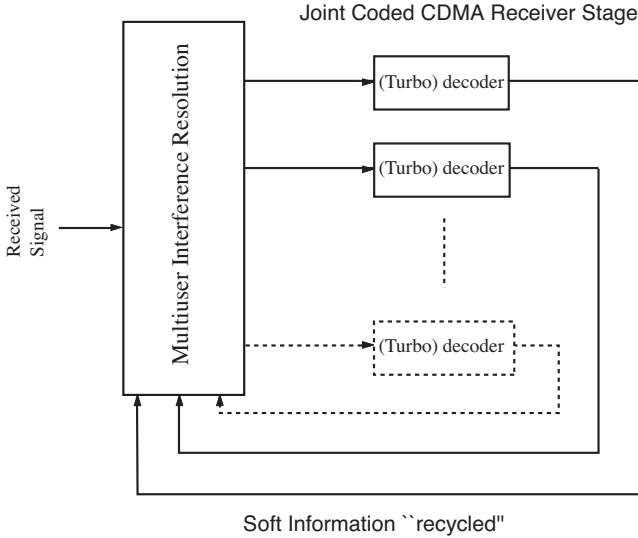 Joint Coded CDMA Receiver Stage
Multiuser Interference Resolution
(Turbo) decoder
(Turbo) decoder
Received
Signal
(Turbo) decoder
Soft Information ``recycled"